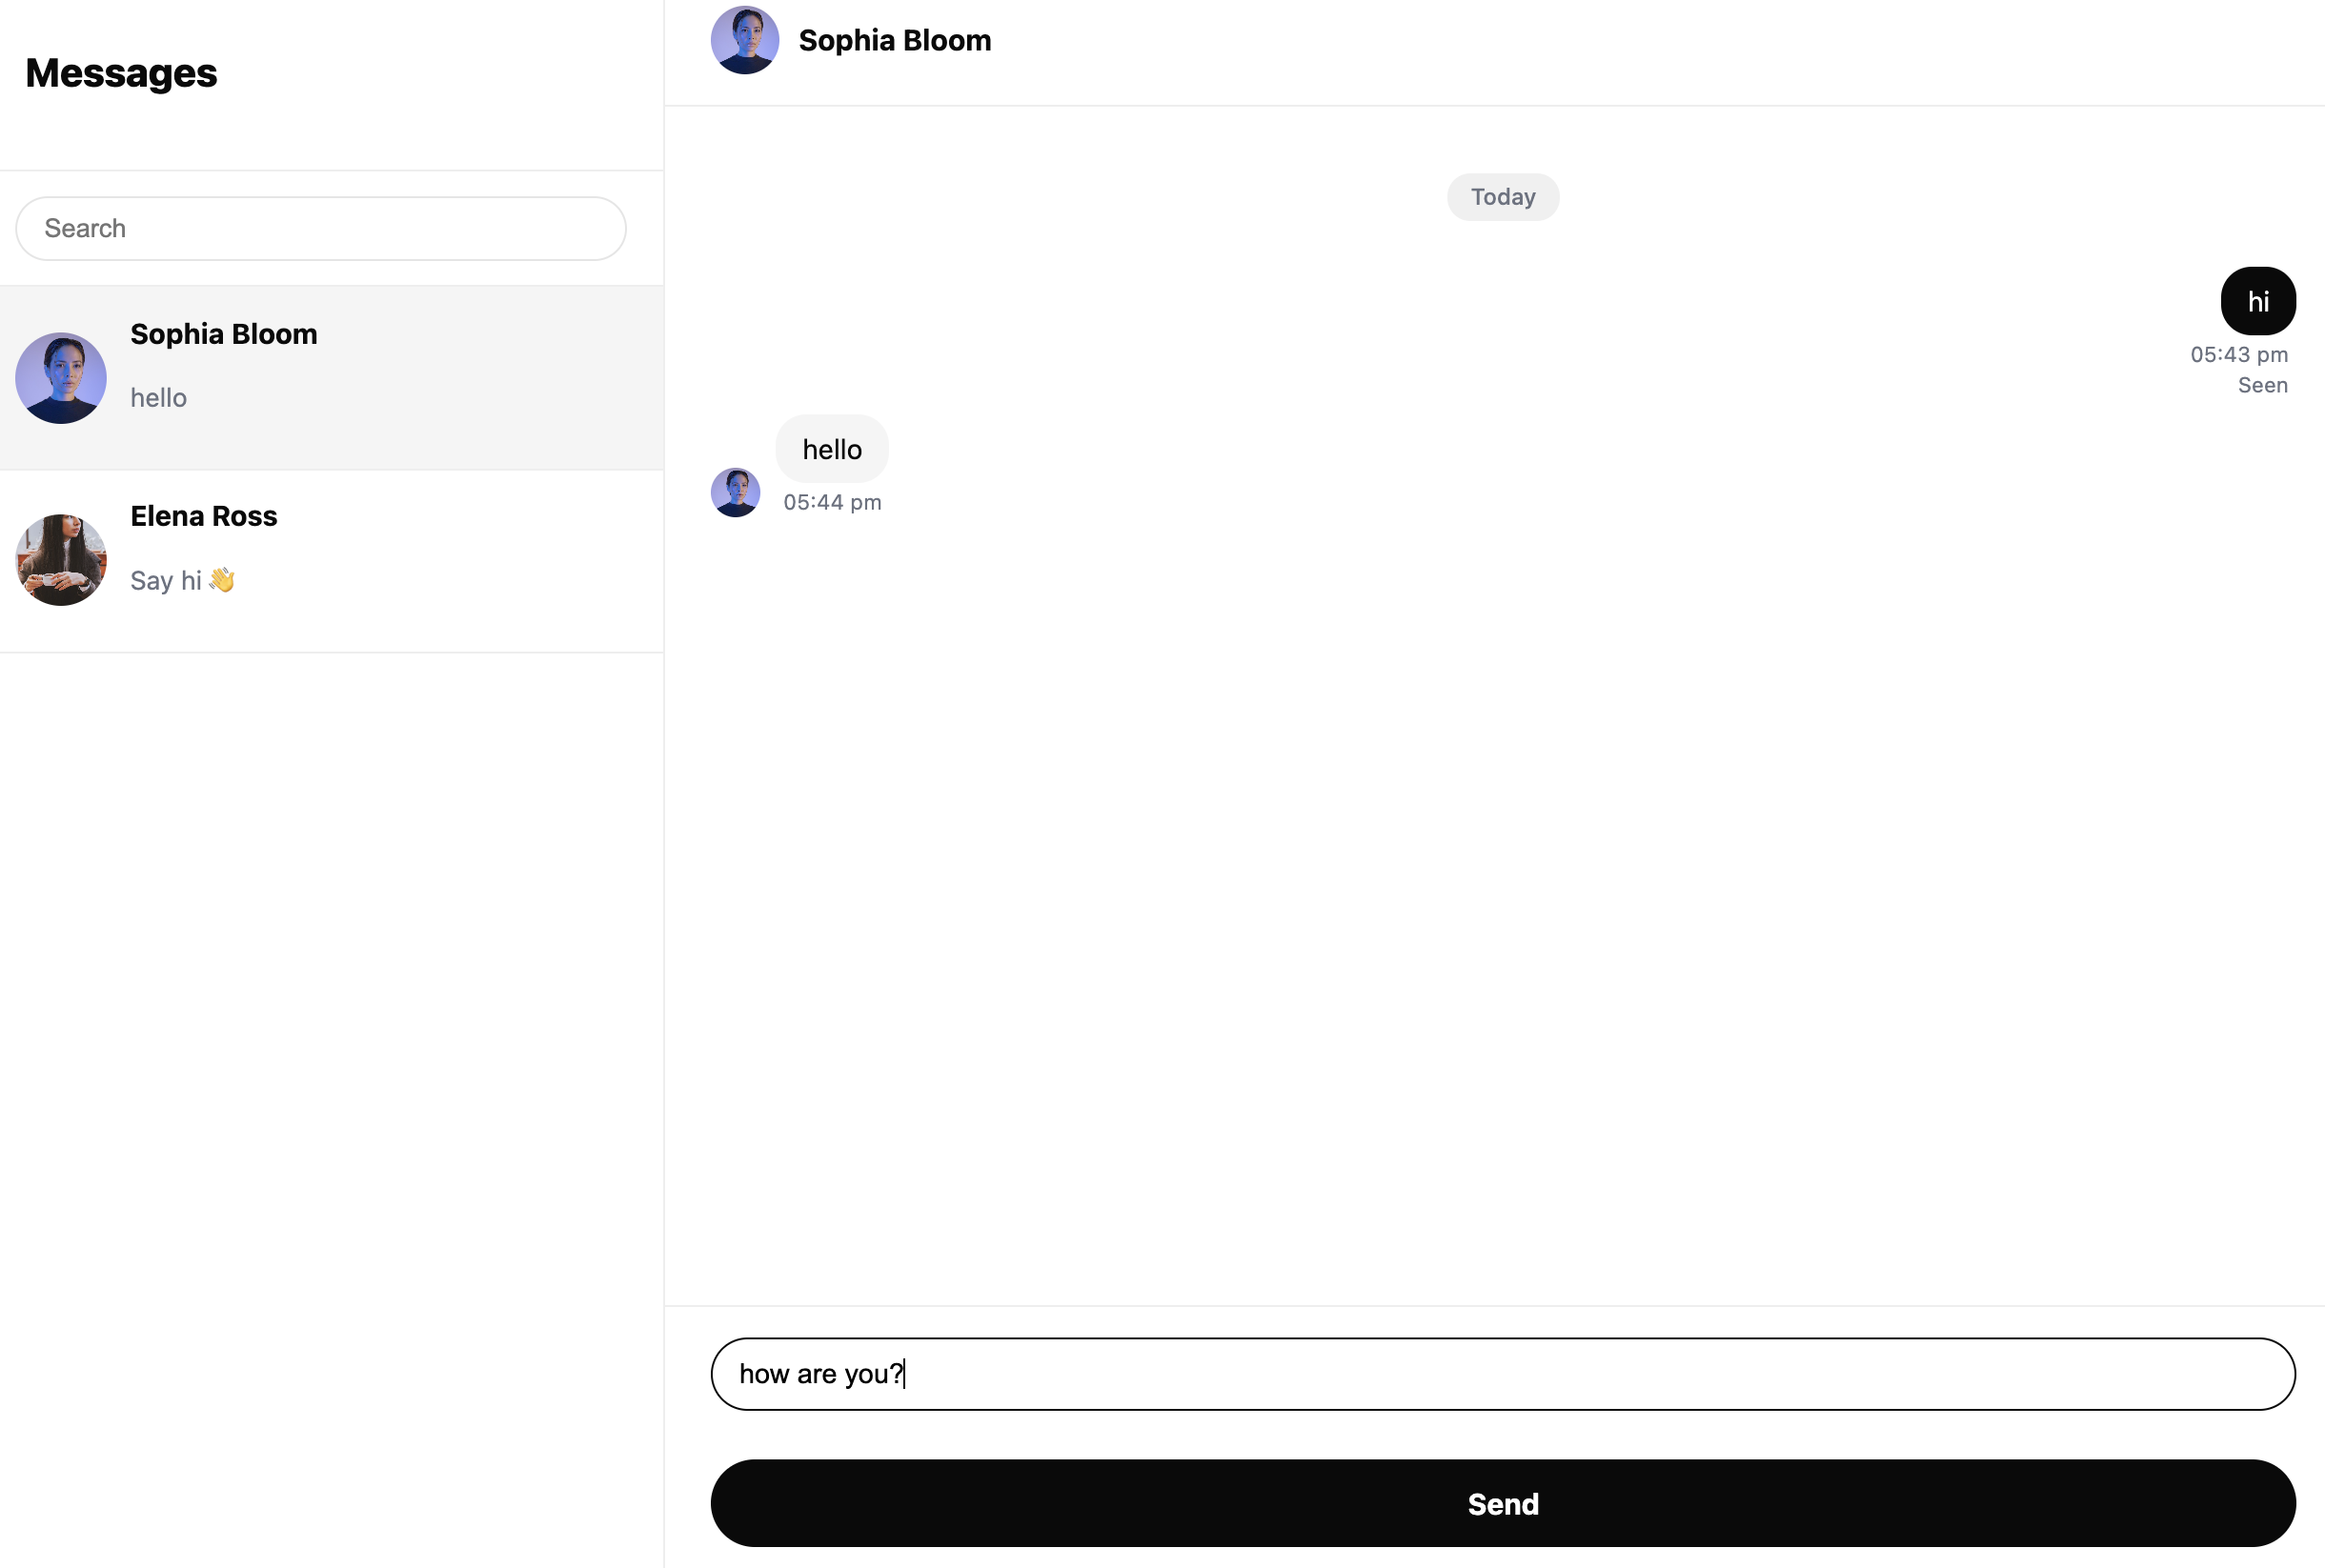 Messages
Search
Sophia Bloom
hello
Elena Ross
Say hi 👋
Sophia Bloom
Today
hi
05:43 pm
Seen
hello
05:44 pm
how are you?
Send